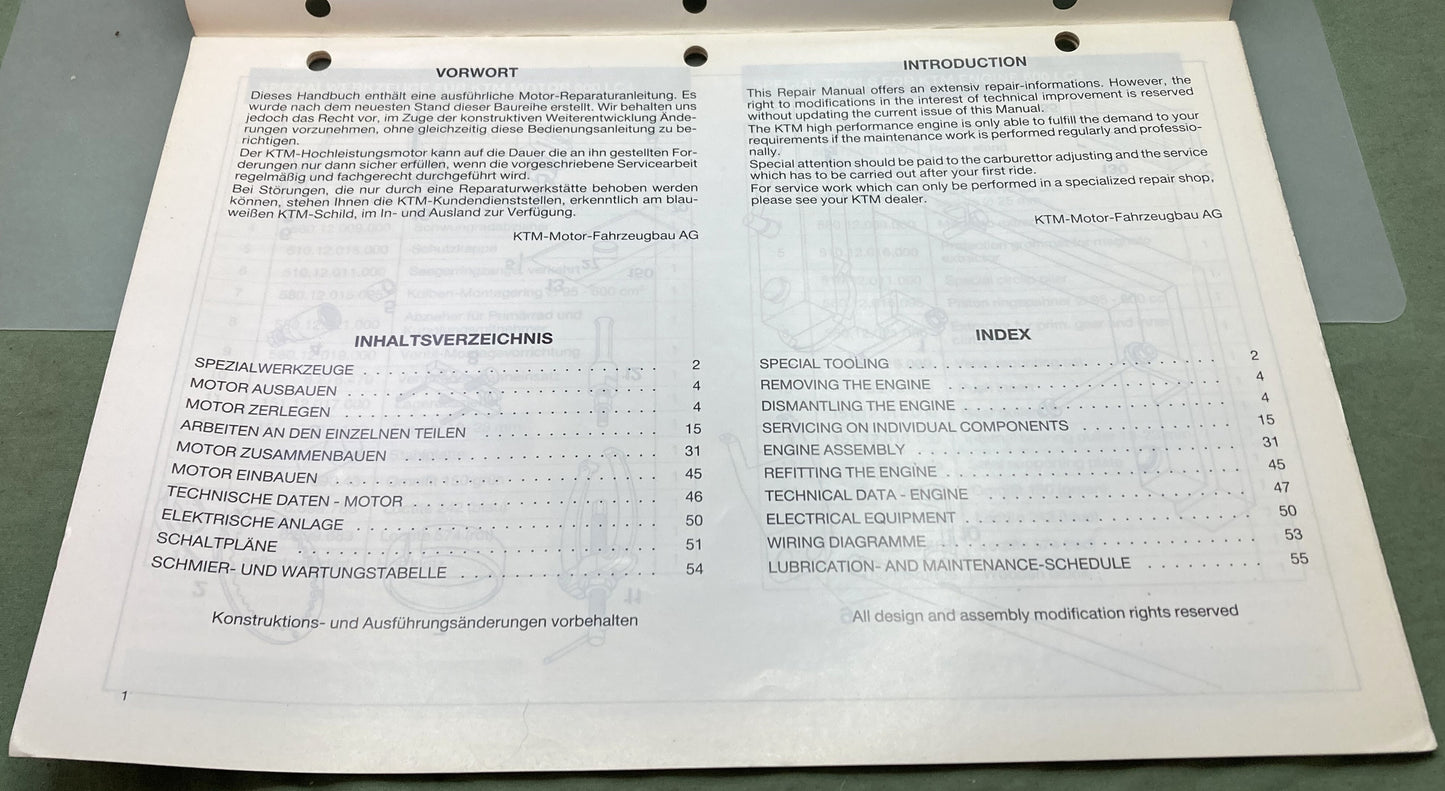 VORWORT
Dieses Handbuch enthält eine ausführliche Motor-Reparaturanleitung. Es
wurde nach dem neuesten Stand dieser Baureihe erstellt. Wir behalten uns
jedoch das Recht vor, im Zuge der konstruktiven Weiterentwicklung Ände-
rungen vorzunehmen, ohne gleichzeitig diese Bedienungsanleitung zu be-
richtigen.
Der KTM-Hochleistungsmotor kann auf die Dauer die an ihn gestellten For-
derungen nur dann sicher erfüllen, wenn die vorgeschriebene Servicearbeit
regelmäßig und fachgerecht durchgeführt wird.
Bei Störungen, die nur durch eine Reparaturwerkstätte behoben werden
können, stehen Ihnen die KTM-Kundendienststellen, erkenntlich am blau-
weißen KTM-Schild, im In- und Ausland zur Verfügung.
KTM-Motor-Fahrzeugbau AG
INHALTSVERZEICHNIS
SPEZIALWERKZEUGE . . . . . . . . . . . . . . . . . . . . . . 2
MOTOR AUSBAUEN . . . . . . . . . . . . . . . . . . . . . . . 4
MOTOR ZERLEGEN . . . . . . . . . . . . . . . . . . . . . . . 4
ARBEITEN AN DEN EINZELNEN TEILEN . . . . . . . . . . . . . 15
MOTOR ZUSAMMENBAUEN . . . . . . . . . . . . . . . . . . . 31
MOTOR EINBAUEN . . . . . . . . . . . . . . . . . . . . . . . 45
TECHNISCHE DATEN - MOTOR . . . . . . . . . . . . . . . . . . 46
ELEKTRISCHE ANLAGE . . . . . . . . . . . . . . . . . . . . . . 50
SCHALTPLÄNE . . . . . . . . . . . . . . . . . . . . . . . . . 51
SCHMIER- UND WARTUNGSTABELLE . . . . . . . . . . . . . . . 54
Konstruktions- und Ausführungsänderungen vorbehalten
1
INTRODUCTION
This Repair Manual offers an extensiv repair-informations. However, the
right to modifications in the interest of technical improvement is reserved
without updating the current issue of this Manual.
The KTM high performance engine is only able to fulfill the demand to your
requirements if the maintenance work is performed regularly and professio-
nally.
Special attention should be paid to the carburettor adjusting and the service
which has to be carried out after your first ride.
For service work which can only be performed in a specialized repair shop,
please see your KTM dealer.
KTM-Motor-Fahrzeugbau AG
INDEX
SPECIAL TOOLING . . . . . . . . . . . . . . . . . . . . . . . 2
REMOVING THE ENGINE . . . . . . . . . . . . . . . . . . . . . 4
DISMANTLING THE ENGINE . . . . . . . . . . . . . . . . . . . 4
SERVICING ON INDIVIDUAL COMPONENTS . . . . . . . . . . . . 15
ENGINE ASSEMBLY . . . . . . . . . . . . . . . . . . . . . . . 31
REFITTING THE ENGINE . . . . . . . . . . . . . . . . . . . . . 45
TECHNICAL DATA - ENGINE . . . . . . . . . . . . . . . . . . . 47
ELECTRICAL EQUIPMENT . . . . . . . . . . . . . . . . . . . . . 50
WIRING DIAGRAMME . . . . . . . . . . . . . . . . . . . . . . 53
LUBRICATION- AND MAINTENANCE-SCHEDULE . . . . . . . . . 55
All design and assembly modification rights reserved